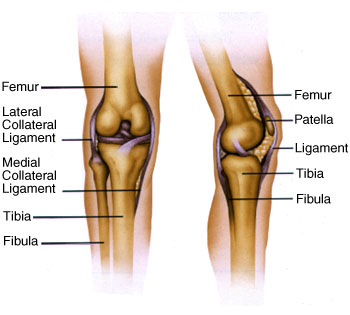 Femur
Lateral
Collateral
Ligament
Medial
Collateral
Ligament
Tibia
Fibula
Femur
Patella
Ligament
Tibia
Fibula